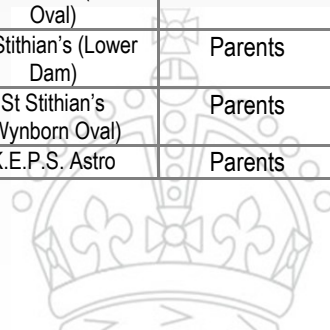 Oval)
Stithian's (Lower
Dam)
Parents
St Stithian's
Wynborn Oval)
Parents
K.E.P.S. Astro
Parents